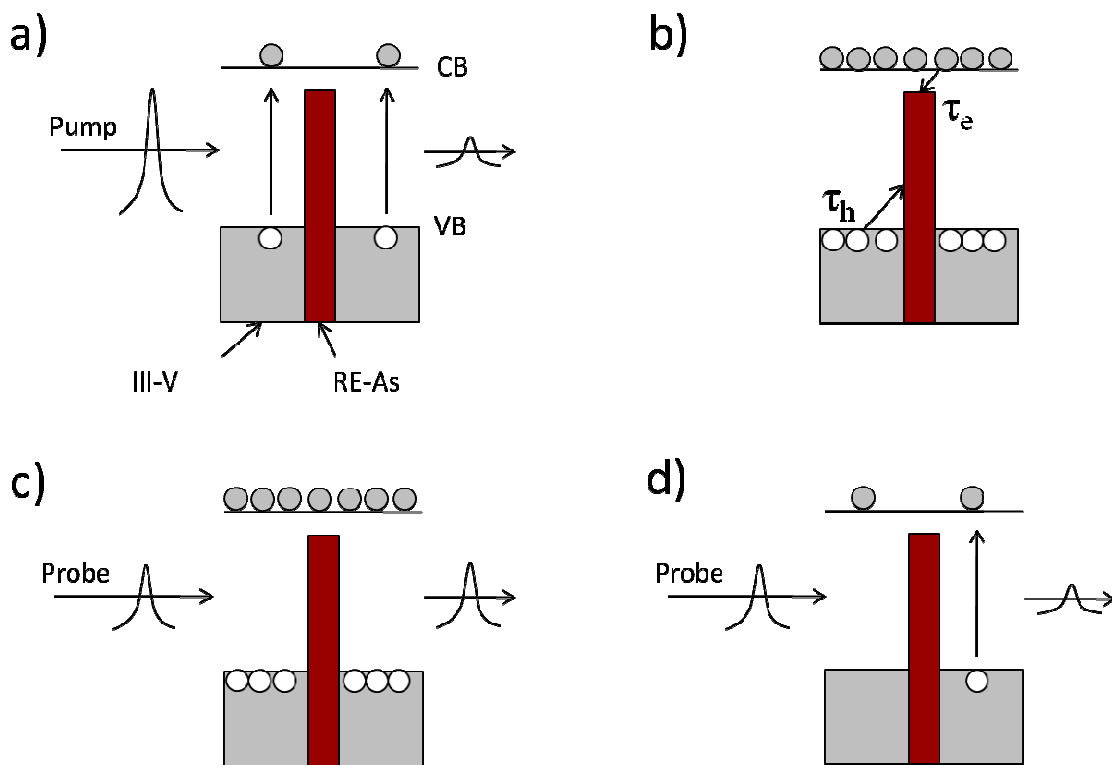 a)
CB
Pump
VB
III-V
RE-As
b)
τe
τh
c)
Probe
d)
Probe